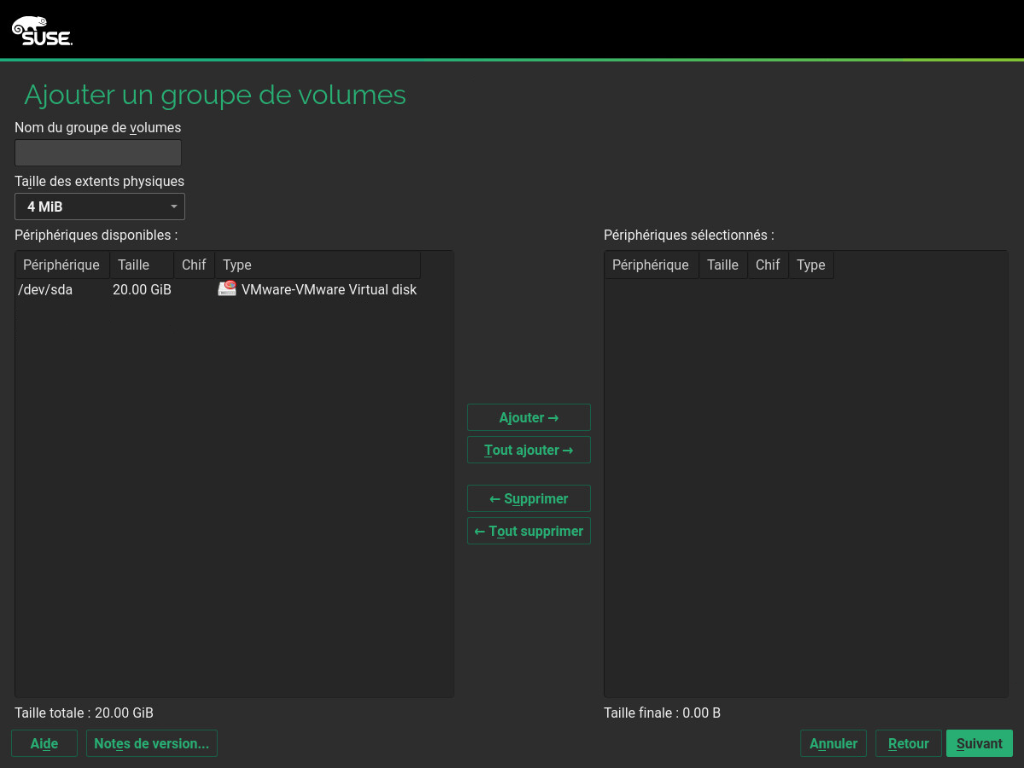 SUSE
Ajouter un groupe de volumes
Nom du groupe de volumes
Taille des extents physiques
4 MiB
Périphériques disponibles :
Périphérique Taille Chif Type
/dev/sda 20.00 GiB VMware-VMware Virtual disk
Taille totale : 20.00 GiB
Ajouter →
Tout ajouter →
← Supprimer
← Tout supprimer
Périphériques sélectionnés :
Périphérique Taille Chif Type
Taille finale : 0.00 B
Aide Notes de version... Annuler Retour Suivant